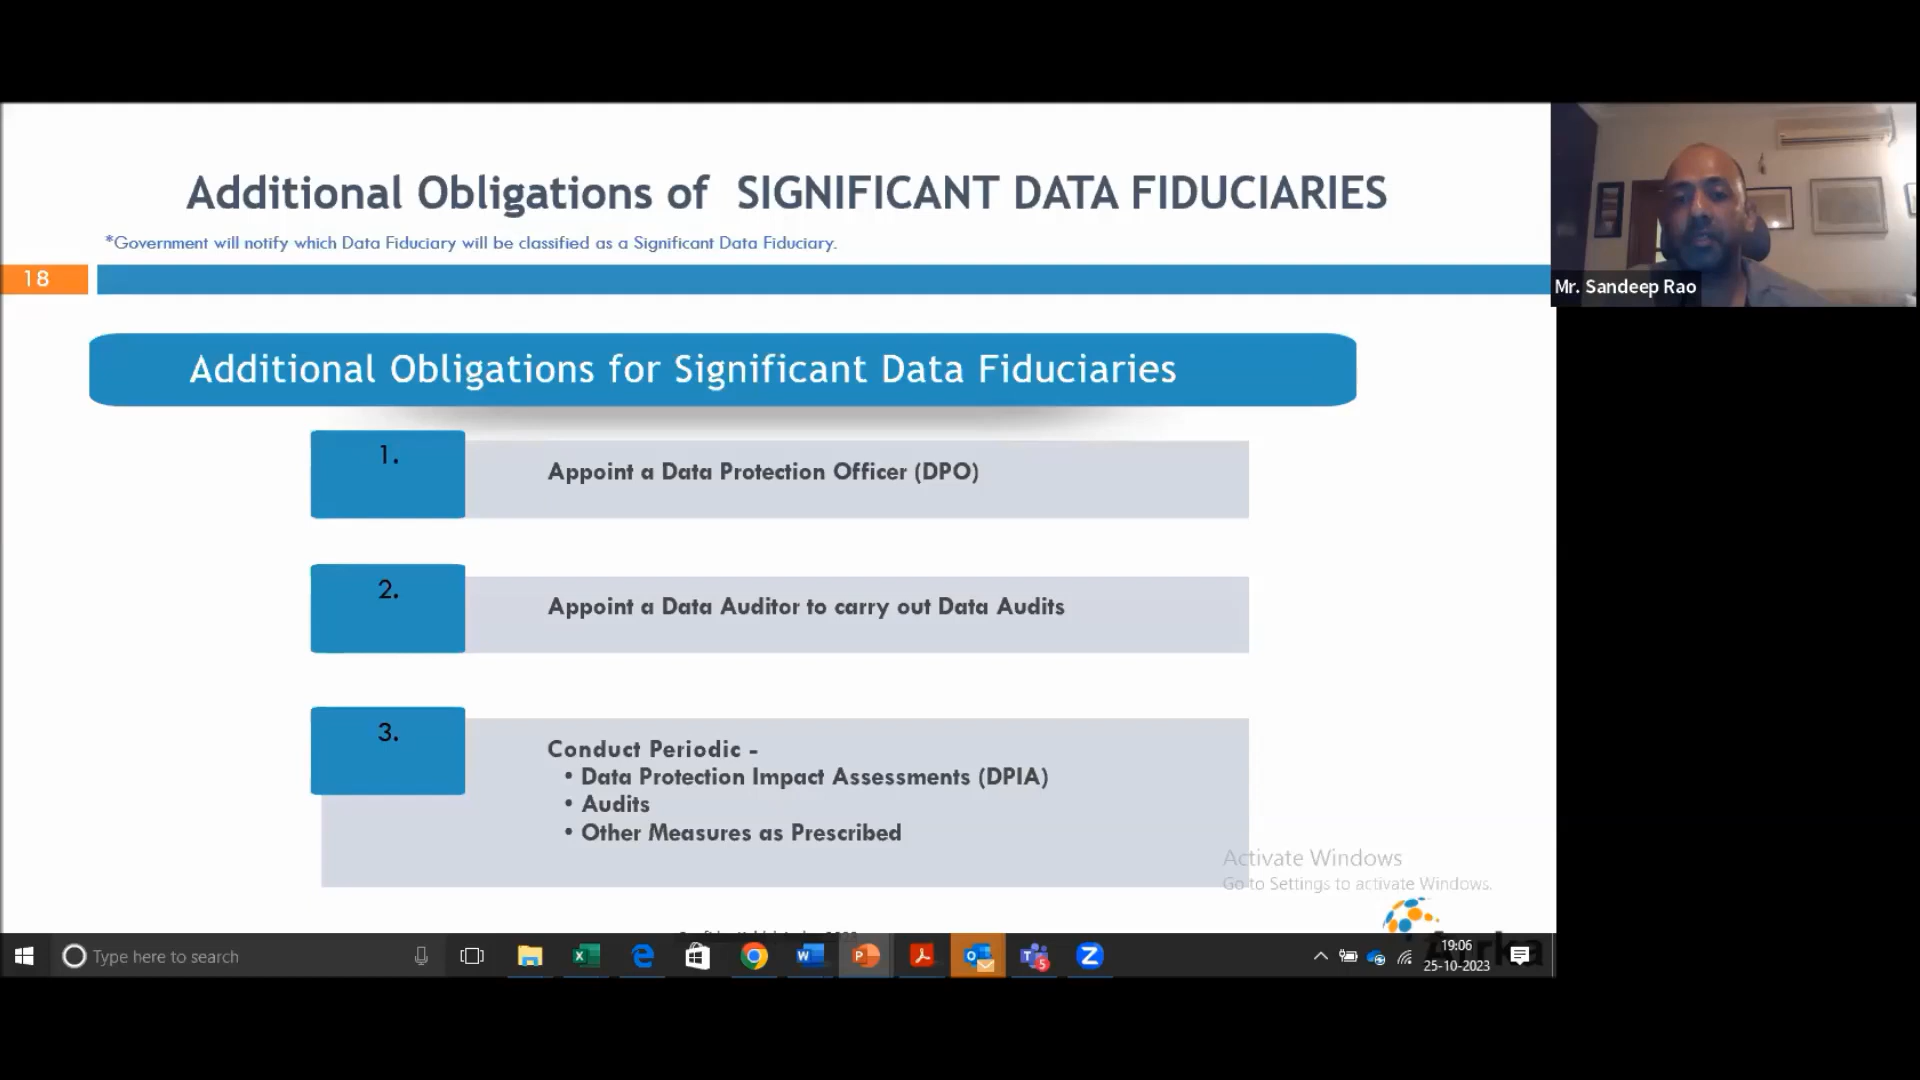 Additional Obligations of SIGNIFICANT DATA FIDUCIARIES
*Government will notify which Data Fiduciary will be classified as a Significant Data Fiduciary.
18
Mr. Sandeep Rao
Additional Obligations for Significant Data Fiduciaries
1.
Appoint a Data Protection Officer (DPO)
2.
Appoint a Data Auditor to carry out Data Audits
3.
Conduct Periodic -
• Data Protection Impact Assessments (DPIA)
• Audits
• Other Measures as Prescribed
Activate Windows
Go to Settings to activate Windows.
Type here to search
19:06
25-10-2023